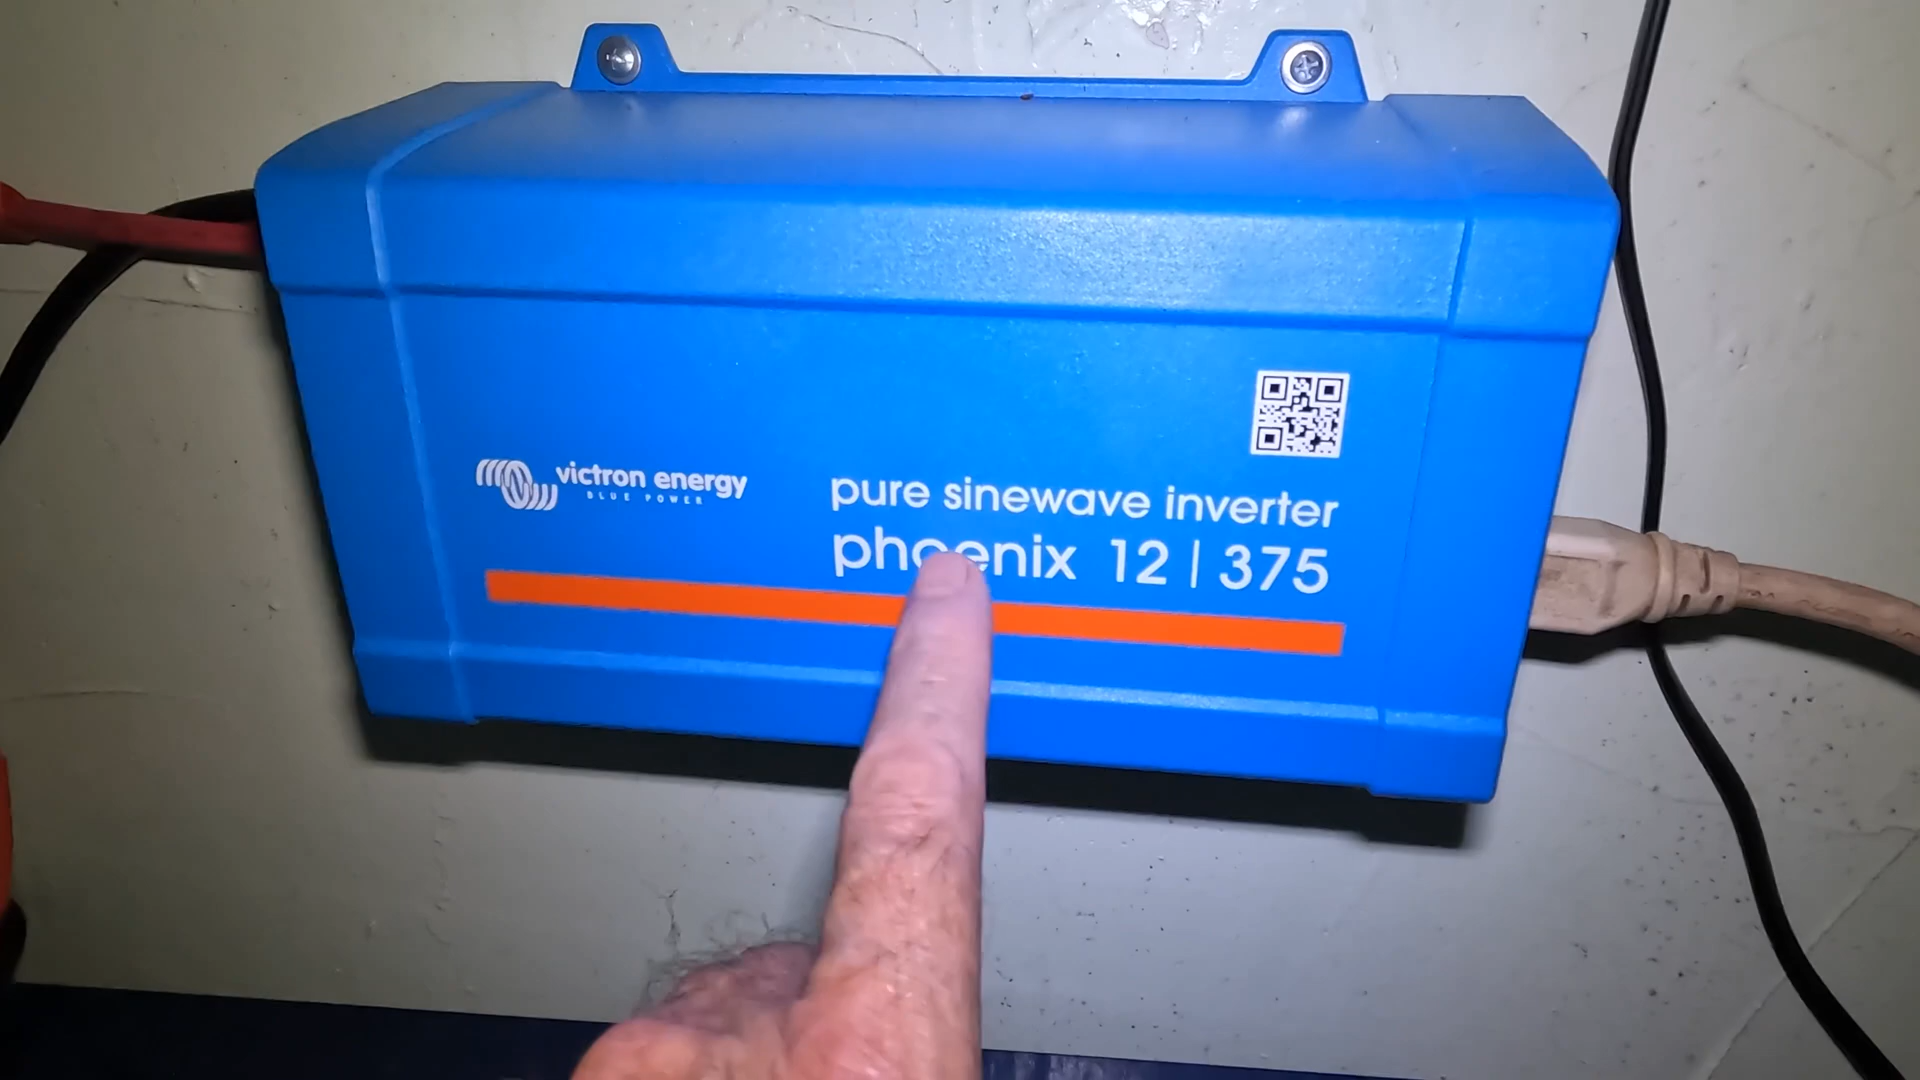 victron energy
BLUE POWER
pure sinewave inverter
phoenix 12 | 375